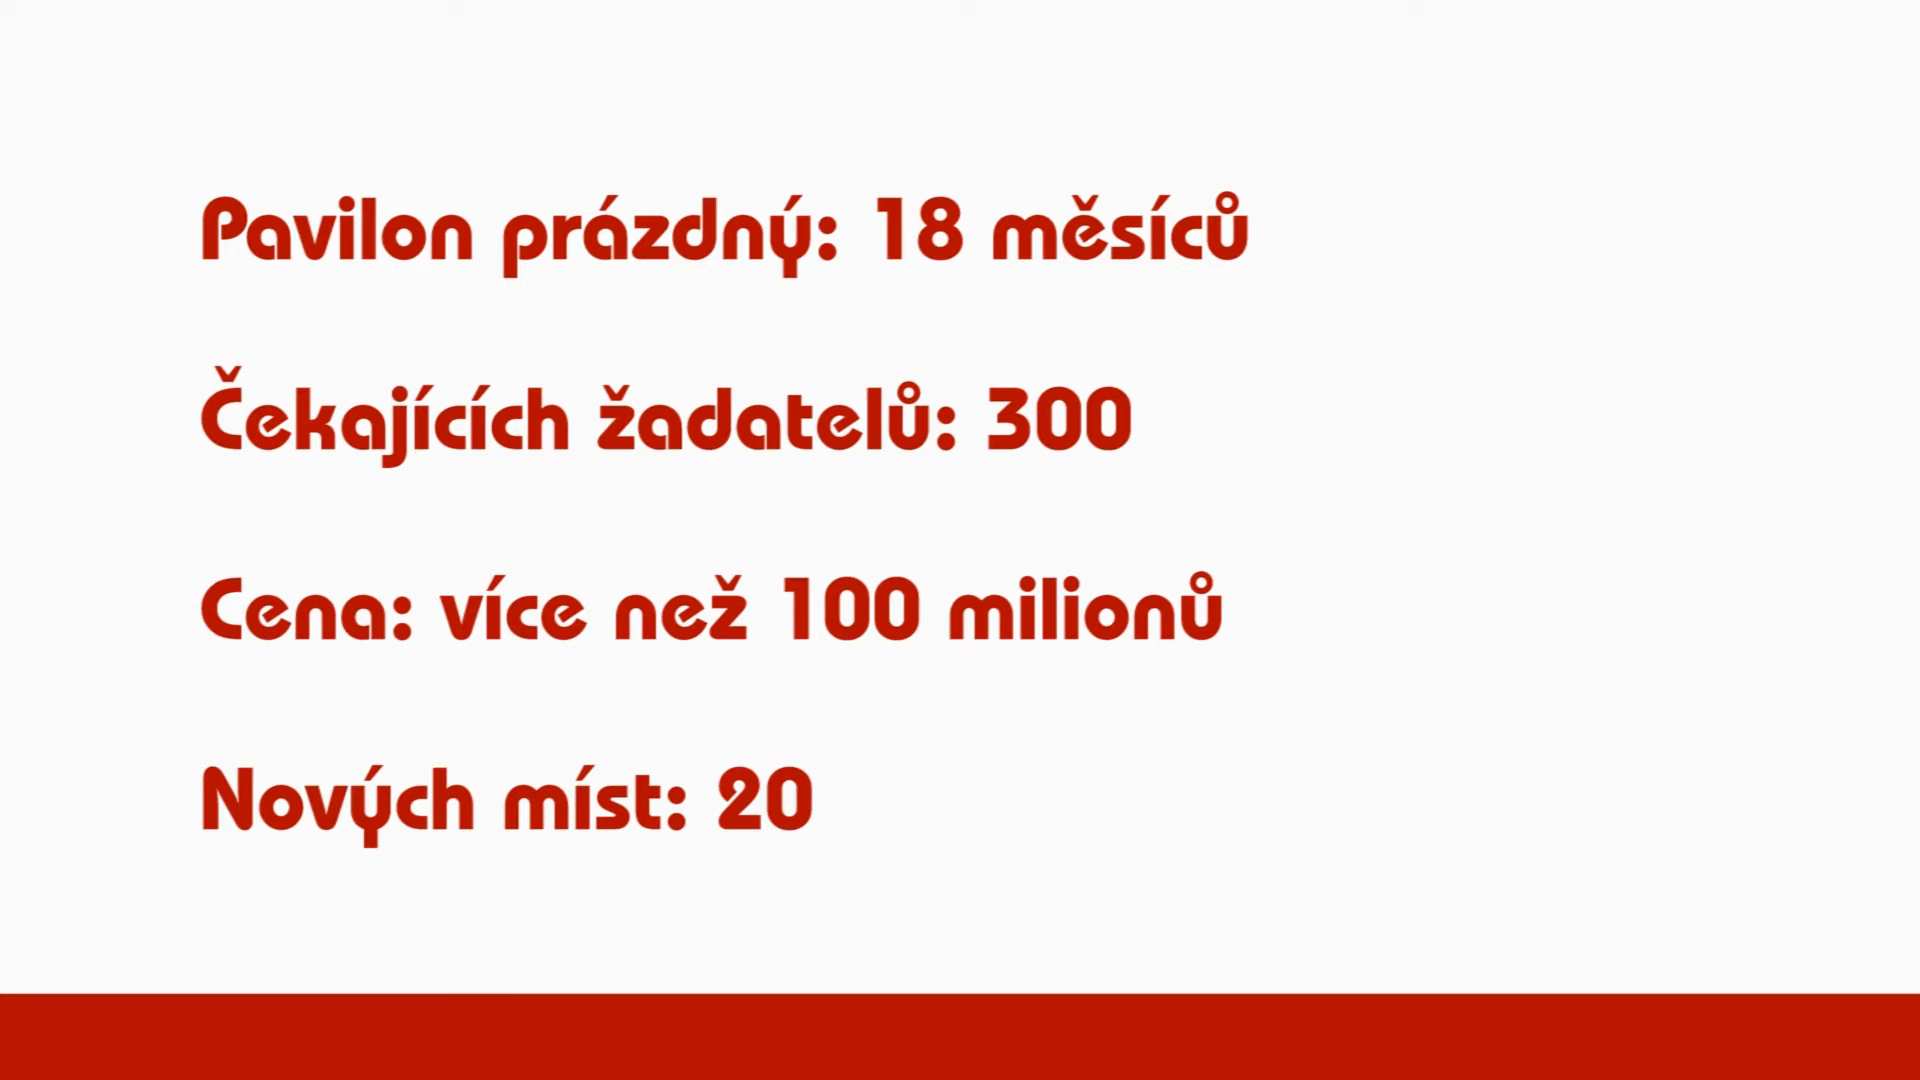 Pavilon prázdný: 18 měsíců
Čekajících žadatelů: 300
Cena: více než 100 milionů
Nových míst: 20